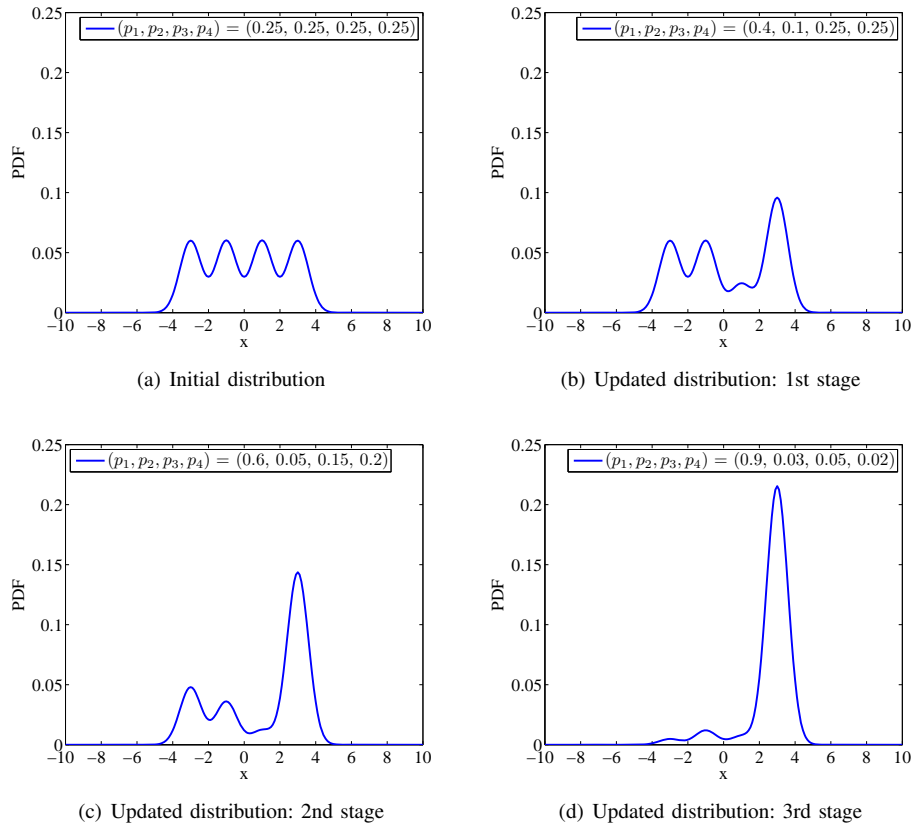 (p₁, p₂, p₃, p₄) = (0.25, 0.25, 0.25, 0.25)
0.25
0.2
0.15
0.1
0.05
0
PDF
−10 −8 −6 −4 −2 0 2 4 6 8 10
x
(a) Initial distribution
(p₁, p₂, p₃, p₄) = (0.4, 0.1, 0.25, 0.25)
0.25
0.2
0.15
0.1
0.05
0
PDF
−10 −8 −6 −4 −2 0 2 4 6 8 10
x
(b) Updated distribution: 1st stage
(p₁, p₂, p₃, p₄) = (0.6, 0.05, 0.15, 0.2)
0.25
0.2
0.15
0.1
0.05
0
PDF
−10 −8 −6 −4 −2 0 2 4 6 8 10
x
(c) Updated distribution: 2nd stage
(p₁, p₂, p₃, p₄) = (0.9, 0.03, 0.05, 0.02)
0.25
0.2
0.15
0.1
0.05
0
PDF
−10 −8 −6 −4 −2 0 2 4 6 8 10
x
(d) Updated distribution: 3rd stage